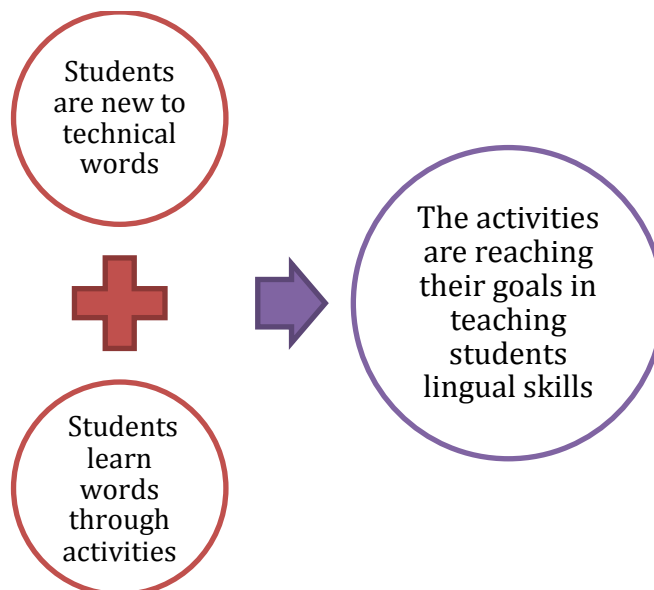 Students
are new to
technical
words
Students
learn
words
through
activities
The activities
are reaching
their goals in
teaching
students
lingual skills